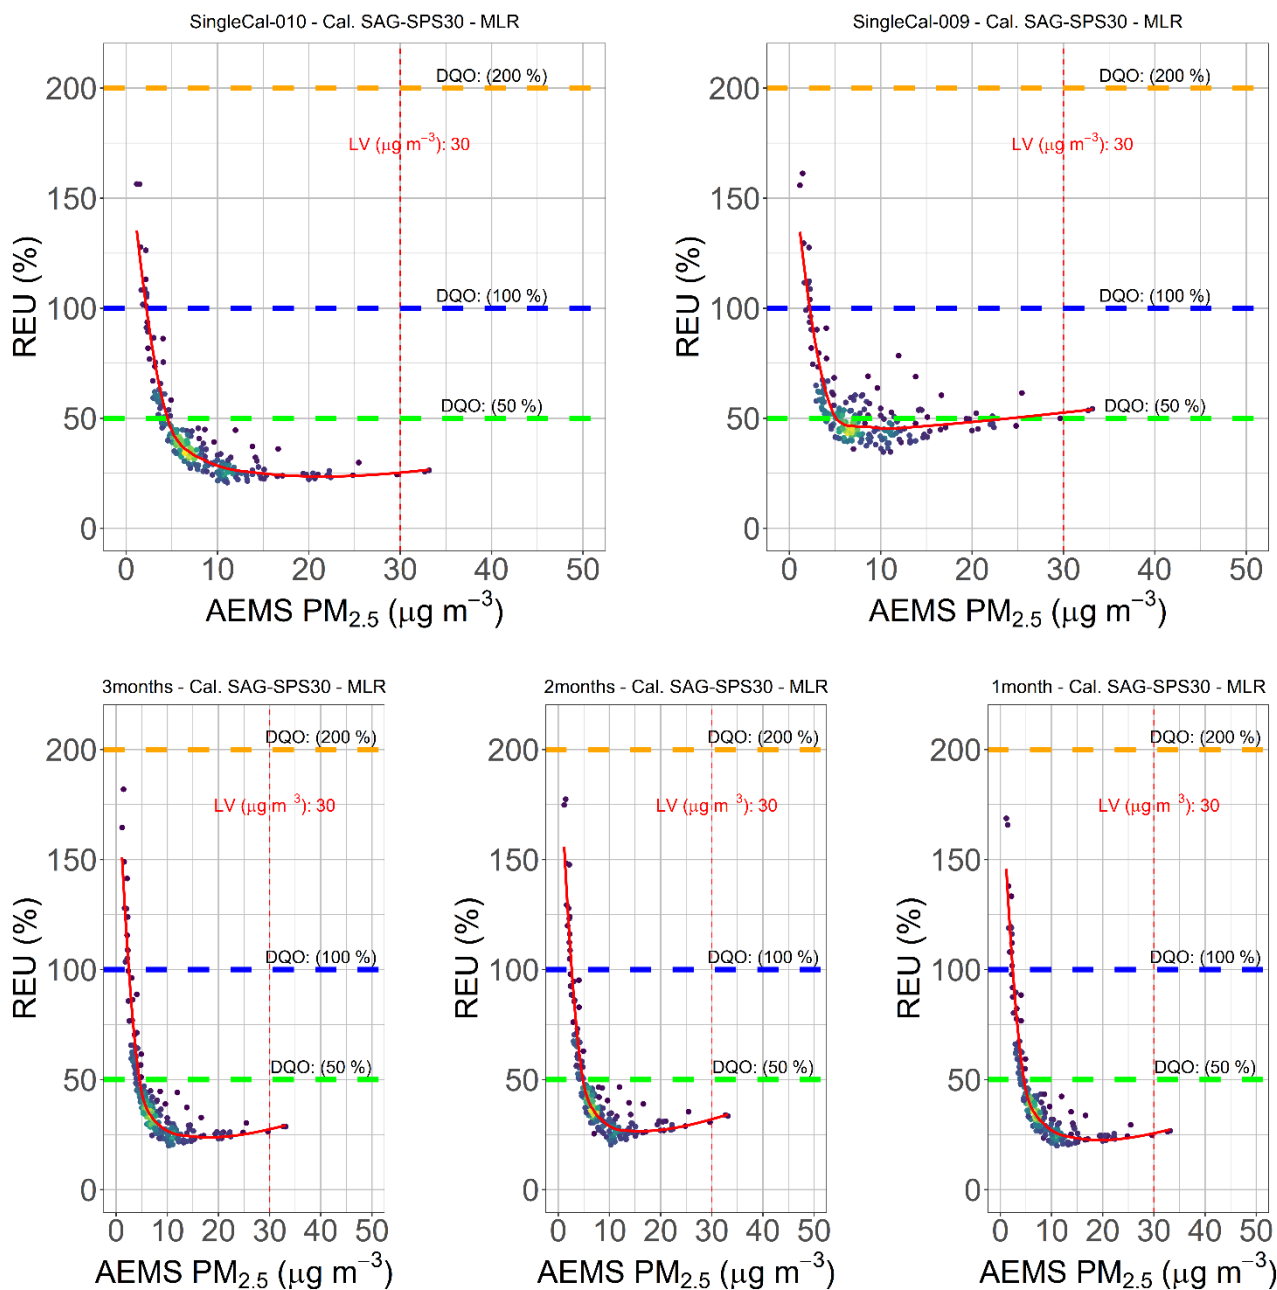 SingleCal-010 - Cal. SAG-SPS30 - MLR
DQO: (200 %)
LV (μg m⁻³): 30
DQO: (100 %)
DQO: (50 %)
REU (%)
200
150
100
50
0
0 10 20 30 40 50
AEMS PM₂.₅ (μg m⁻³)
SingleCal-009 - Cal. SAG-SPS30 - MLR
DQO: (200 %)
LV (μg m⁻³): 30
DQO: (100 %)
DQO: (50 %)
REU (%)
200
150
100
50
0
0 10 20 30 40 50
AEMS PM₂.₅ (μg m⁻³)
3months - Cal. SAG-SPS30 - MLR
DQO: (200 %)
LV (μg m ³): 30
DQO: (100 %)
DQO: (50 %)
REU (%)
200
150
100
50
0
0 10 20 30 40 50
AEMS PM₂.₅ (μg m⁻³)
2months - Cal. SAG-SPS30 - MLR
DQO: (200 %)
LV (μg m ³): 30
DQO: (100 %)
DQO: (50 %)
REU (%)
200
150
100
50
0
0 10 20 30 40 50
AEMS PM₂.₅ (μg m⁻³)
1month - Cal. SAG-SPS30 - MLR
DQO: (200 %)
LV (μg m⁻³): 30
DQO: (100 %)
DQO: (50 %)
REU (%)
200
150
100
50
0
0 10 20 30 40 50
AEMS PM₂.₅ (μg m⁻³)